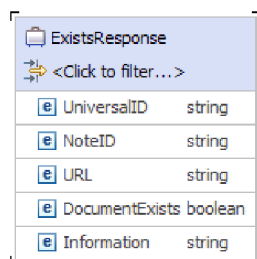 ExistsResponse
<Click to filter...>
e UniversalID string
e NoteID string
e URL string
e DocumentExists boolean
e Information string